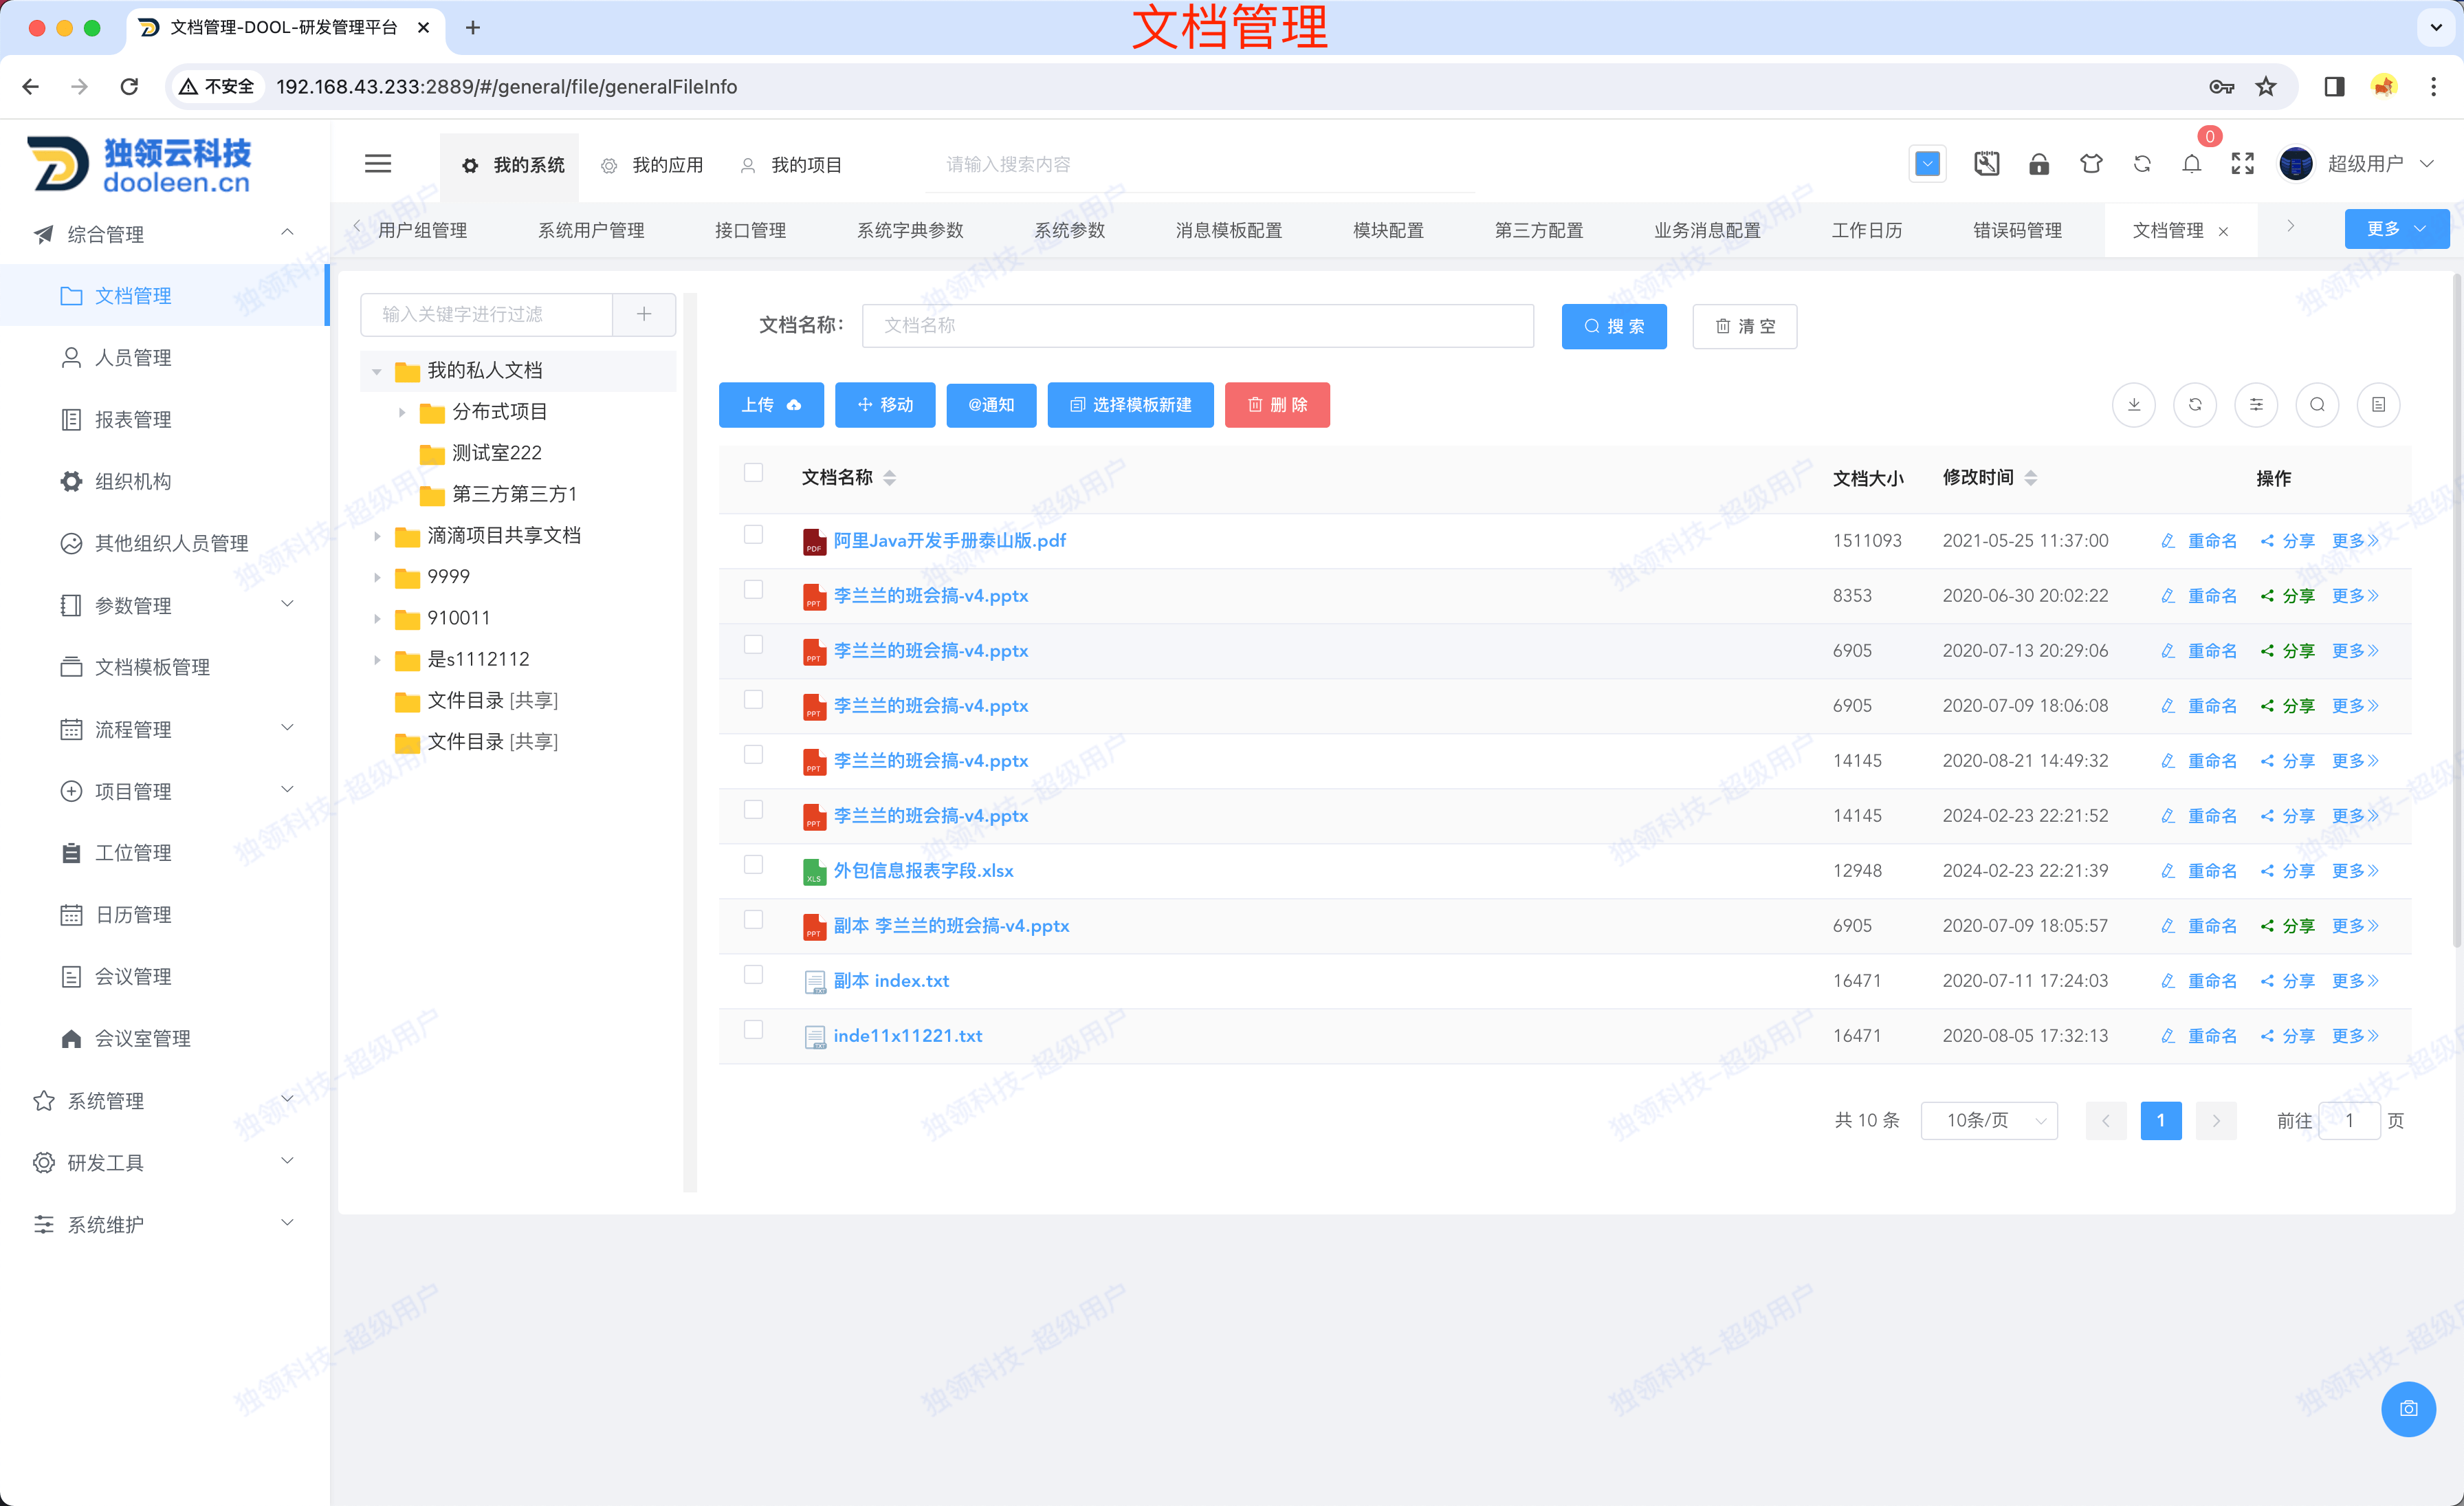 文档管理-DOOL-研发管理平台
文档管理
不安全 192.168.43.233:2889/#/general/file/generalFileInfo
独领云科技
dooleen.cn
我的系统 我的应用 我的项目 请输入搜索内容 0 超级用户
用户组管理 系统用户管理 接口管理 系统字典参数 系统参数 消息模板配置 模块配置 第三方配置 业务消息配置 工作日历 错误码管理 文档管理 更多
综合管理
文档管理
人员管理
报表管理
组织机构
其他组织人员管理
参数管理
文档模板管理
流程管理
项目管理
工位管理
日历管理
会议管理
会议室管理
系统管理
研发工具
系统维护
输入关键字进行过滤
我的私人文档
分布式项目
测试室222
第三方第三方1
滴滴项目共享文档
9999
910011
是s1112112
文件目录 [共享]
文件目录 [共享]
文档名称： 文档名称 搜 索 清 空
上传 移动 @通知 选择模板新建 删 除
文档名称 文档大小 修改时间 操作
PDF 阿里Java开发手册泰山版.pdf 1511093 2021-05-25 11:37:00 重命名 分享 更多
PPT 李兰兰的班会搞-v4.pptx 8353 2020-06-30 20:02:22 重命名 分享 更多
PPT 李兰兰的班会搞-v4.pptx 6905 2020-07-13 20:29:06 重命名 分享 更多
PPT 李兰兰的班会搞-v4.pptx 6905 2020-07-09 18:06:08 重命名 分享 更多
PPT 李兰兰的班会搞-v4.pptx 14145 2020-08-21 14:49:32 重命名 分享 更多
PPT 李兰兰的班会搞-v4.pptx 14145 2024-02-23 22:21:52 重命名 分享 更多
XLS 外包信息报表字段.xlsx 12948 2024-02-23 22:21:39 重命名 分享 更多
PPT 副本 李兰兰的班会搞-v4.pptx 6905 2020-07-09 18:05:57 重命名 分享 更多
副本 index.txt 16471 2020-07-11 17:24:03 重命名 分享 更多
inde11x11221.txt 16471 2020-08-05 17:32:13 重命名 分享 更多
共 10 条 10条/页 1 前往 1 页
独领科技-超级用户